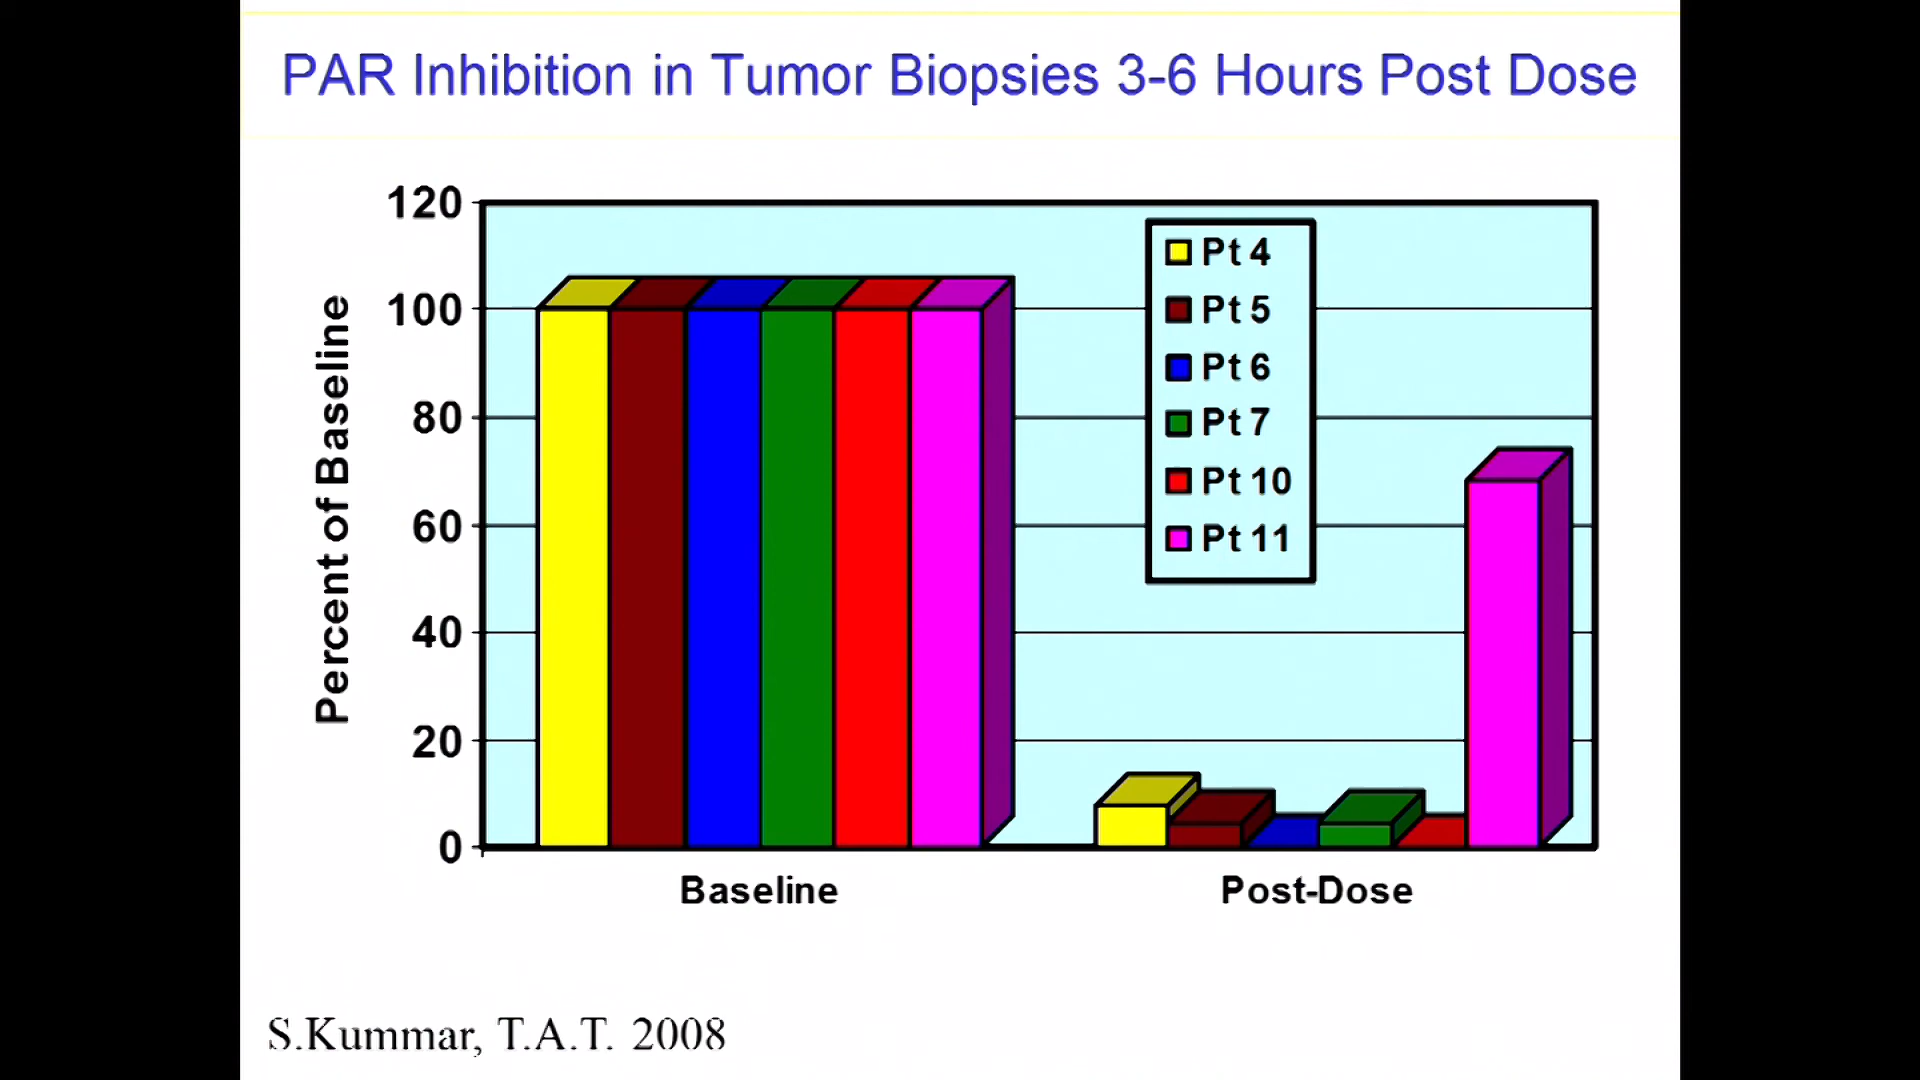 PAR Inhibition in Tumor Biopsies 3-6 Hours Post Dose
Percent of Baseline
120
100
80
60
40
20
0
Pt 4
Pt 5
Pt 6
Pt 7
Pt 10
Pt 11
Baseline
Post-Dose
S.Kummar, T.A.T. 2008